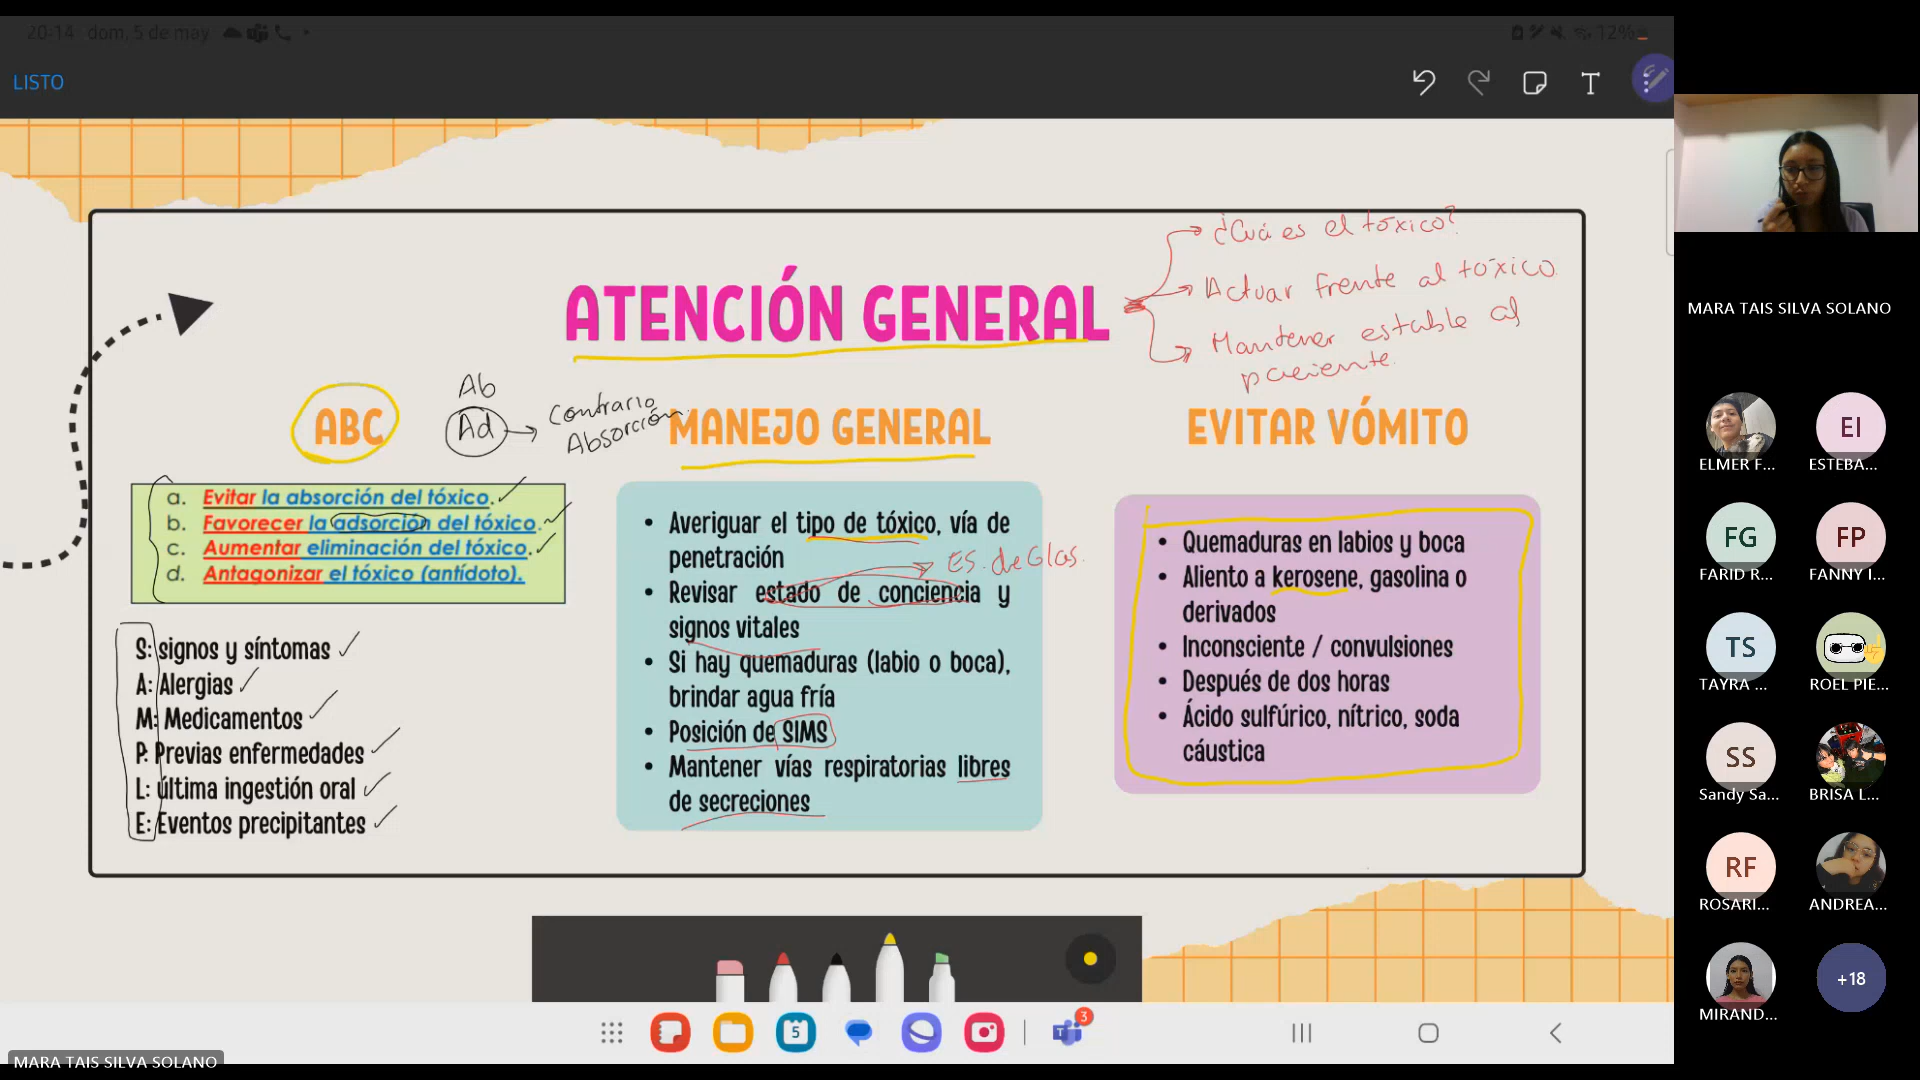 20:14 dom, 5 de may
12%
LISTO
¿Cuá es el tóxico?
Actuar frente al tóxico
Mantener estable al
paciente.
ATENCIÓN GENERAL
Ab
Ad
contrario
Absorción
ABC
a. Evitar la absorción del tóxico.
b. Favorecer la adsorción del tóxico.
c. Aumentar eliminación del tóxico.
d. Antagonizar el tóxico (antídoto).
S: signos y síntomas
A: Alergias
M: Medicamentos
P: Previas enfermedades
L: última ingestión oral
E: Eventos precipitantes
MANEJO GENERAL
• Averiguar el tipo de tóxico, vía de
penetración
ES. de Glas.
• Revisar estado de conciencia y
signos vitales
• Si hay quemaduras (labio o boca),
brindar agua fría
• Posición de SIMS
• Mantener vías respiratorias libres
de secreciones
EVITAR VÓMITO
• Quemaduras en labios y boca
• Aliento a kerosene, gasolina o
derivados
• Inconsciente / convulsiones
• Después de dos horas
• Ácido sulfúrico, nítrico, soda
cáustica
5
3
MARA TAIS SILVA SOLANO
MARA TAIS SILVA SOLANO
ELMER F...
EI
ESTEBA...
FG
FARID R...
FP
FANNY I...
TS
TAYRA ...
ROEL PIE...
SS
Sandy Sa...
BRISA L...
RF
ROSARI...
ANDREA...
MIRAND...
+18